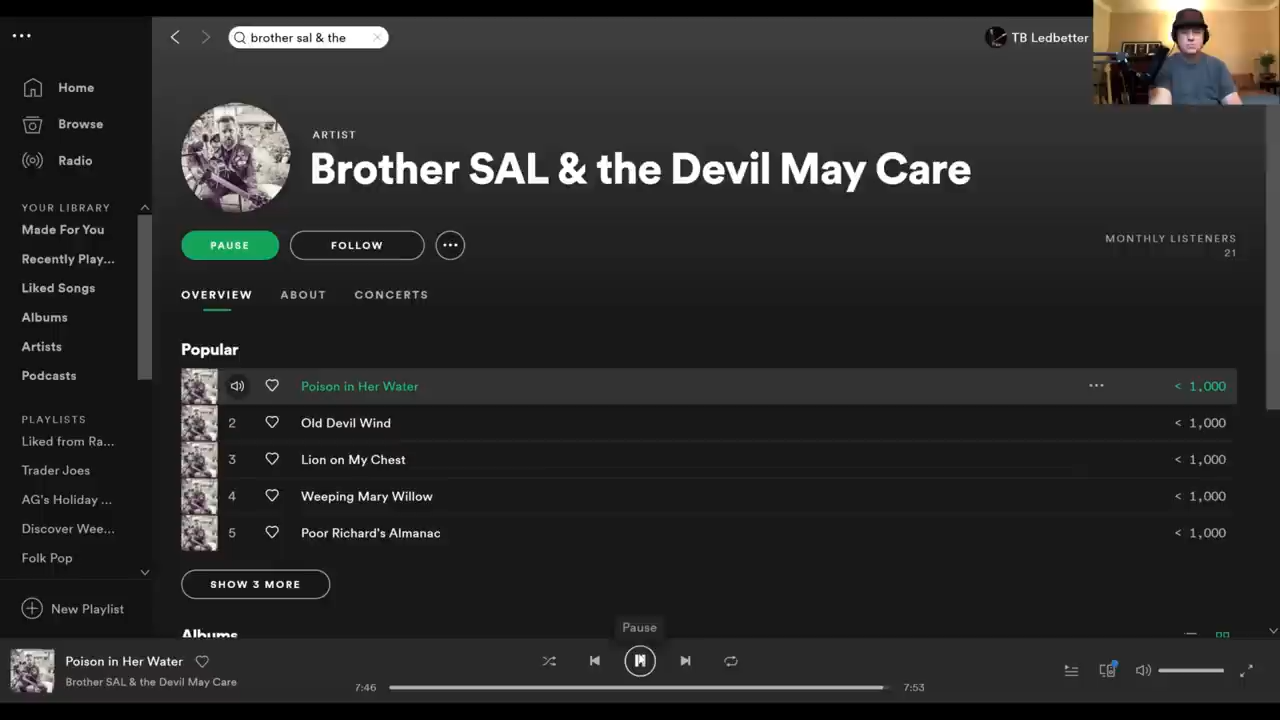 brother sal & the
TB Ledbetter
Home
Browse
Radio
YOUR LIBRARY
Made For You
Recently Play...
Liked Songs
Albums
Artists
Podcasts
PLAYLISTS
Liked from Ra...
Trader Joes
AG's Holiday ...
Discover Wee...
Folk Pop
New Playlist
ARTIST
Brother SAL & the Devil May Care
PAUSE
FOLLOW
MONTHLY LISTENERS
21
OVERVIEW ABOUT CONCERTS
Popular
Poison in Her Water < 1,000
2 Old Devil Wind < 1,000
3 Lion on My Chest < 1,000
4 Weeping Mary Willow < 1,000
5 Poor Richard's Almanac < 1,000
SHOW 3 MORE
Albums
Pause
Poison in Her Water
Brother SAL & the Devil May Care
7:46
7:53